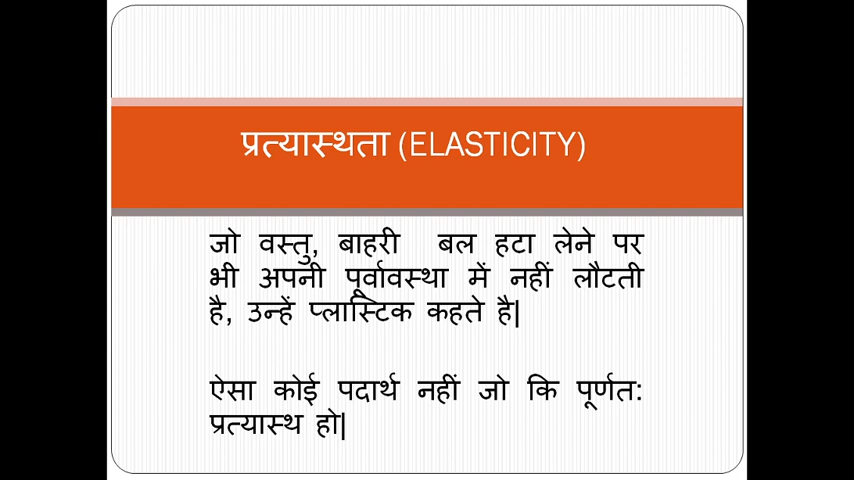 प्रत्यास्थता (ELASTICITY)
जो वस्तु, बाहरी बल हटा लेने पर
भी अपनी पूर्वावस्था में नहीं लौटती
है, उन्हें प्लास्टिक कहते है|
ऐसा कोई पदार्थ नहीं जो कि पूर्णत:
प्रत्यास्थ हो|